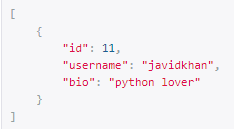 [
    {
        "id": 11,
        "username": "javidkhan",
        "bio": "python lover"
    }
]